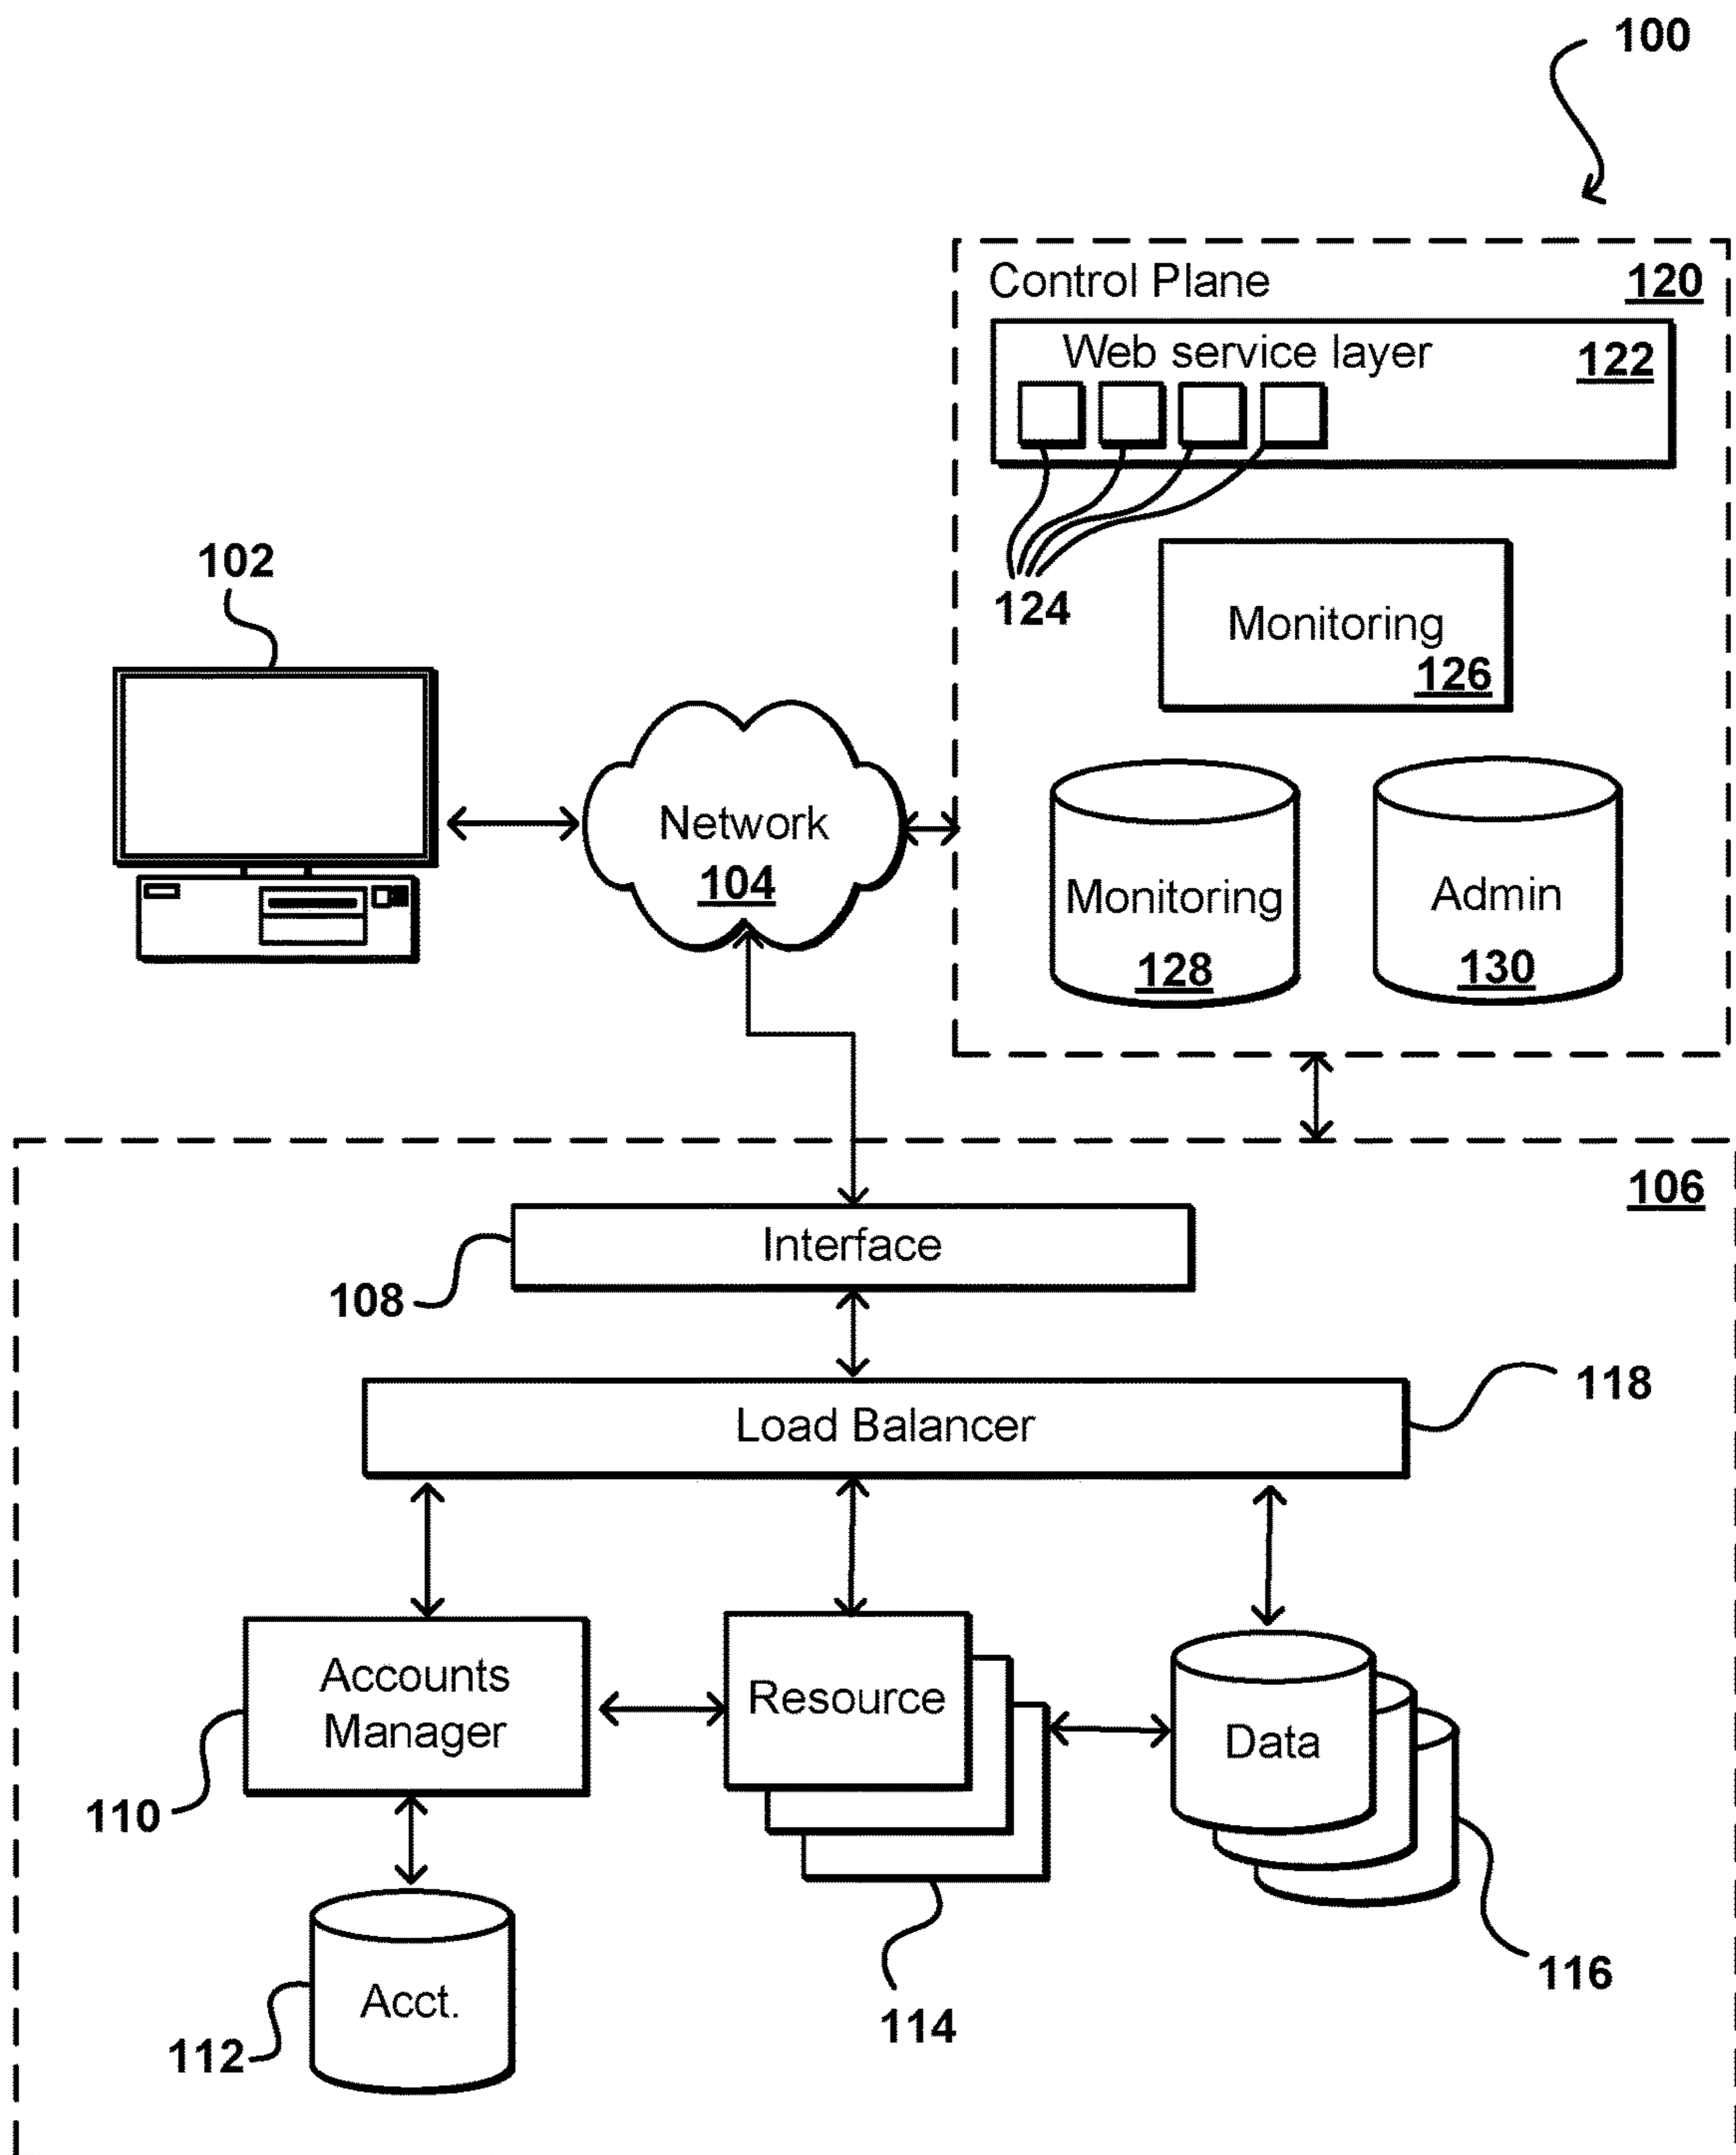 100
Control Plane
120
Web service layer
122
124
102
Monitoring
126
Network
104
Monitoring
128
Admin
130
106
Interface
108
Load Balancer
118
Accounts
Manager
Resource
Data
110
116
114
Acct.
112